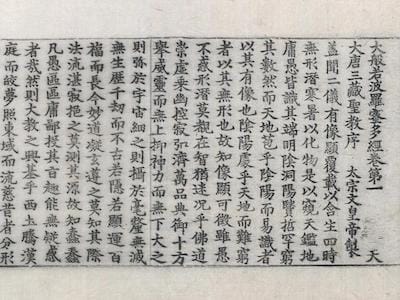 大般若波羅蜜多經卷第一 天
大唐三藏聖教序 太宗文皇帝製
蓋聞二儀有像顯覆載以含生四時
無形潛寒暑以化物是以窺天鑑地
庸愚皆識其端明陰洞陽賢哲罕窮
其數然而天地苞乎陰陽而易識者
以其有像也陰陽處乎天地而難窮
者以其無形也故知像顯可徵雖愚
不惑形潛莫覩在智猶迷況乎佛道
崇虛乘幽控寂弘濟萬品典御十方
舉威靈而無上抑神力而無下大之
則彌於宇宙細之則攝於毫釐無滅
無生歷千劫而不古若隱若顯運百
福而長今妙道凝玄遵之莫知其際
法流湛寂挹之莫測其源故知蠢蠢
凡愚區區庸鄙投其旨趣能無疑惑
者哉然則大教之興基乎西土騰漢
庭而皎夢照東域而流慈昔者分形